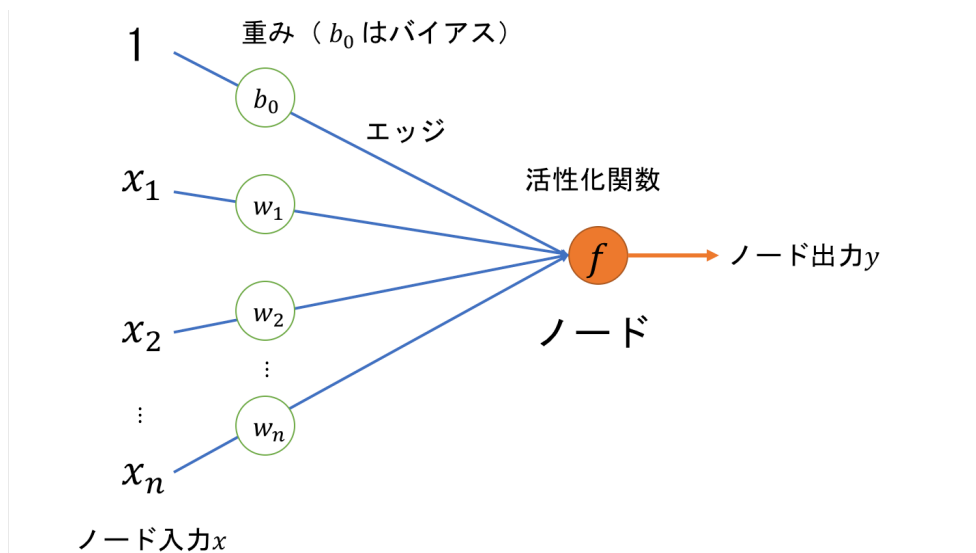 1
重み（ b₀ はバイアス）
b₀
エッジ
x₁
w₁
活性化関数
f
ノード出力y
x₂
w₂
ノード
⋮
⋮
wₙ
xₙ
ノード入力x